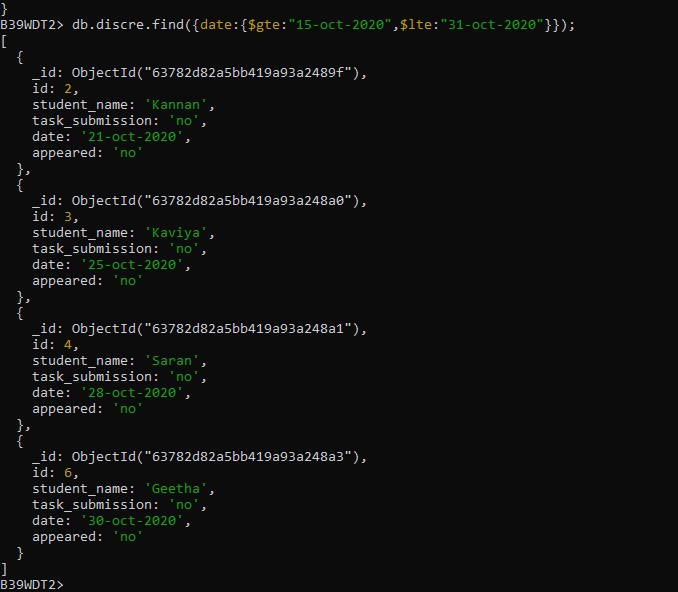 }
B39WDT2> db.discre.find({date:{$gte:"15-oct-2020",$lte:"31-oct-2020"}});
[
  {
    _id: ObjectId("63782d82a5bb419a93a2489f"),
    id: 2,
    student_name: 'Kannan',
    task_submission: 'no',
    date: '21-oct-2020',
    appeared: 'no'
  },
  {
    _id: ObjectId("63782d82a5bb419a93a248a0"),
    id: 3,
    student_name: 'Kaviya',
    task_submission: 'no',
    date: '25-oct-2020',
    appeared: 'no'
  },
  {
    _id: ObjectId("63782d82a5bb419a93a248a1"),
    id: 4,
    student_name: 'Saran',
    task_submission: 'no',
    date: '28-oct-2020',
    appeared: 'no'
  },
  {
    _id: ObjectId("63782d82a5bb419a93a248a3"),
    id: 6,
    student_name: 'Geetha',
    task_submission: 'no',
    date: '30-oct-2020',
    appeared: 'no'
  }
]
B39WDT2>